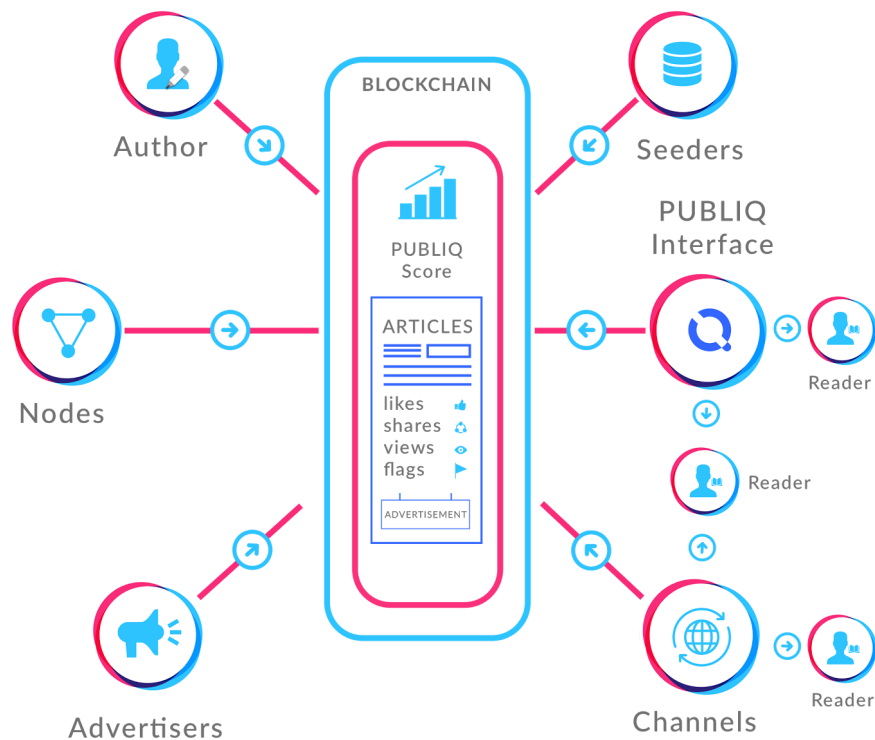 BLOCKCHAIN
Author
Seeders
PUBLIQ
Score
PUBLIQ
Interface
ARTICLES
likes
shares
views
flags
ADVERTISEMENT
Nodes
Reader
Reader
Advertisers
Channels
Reader